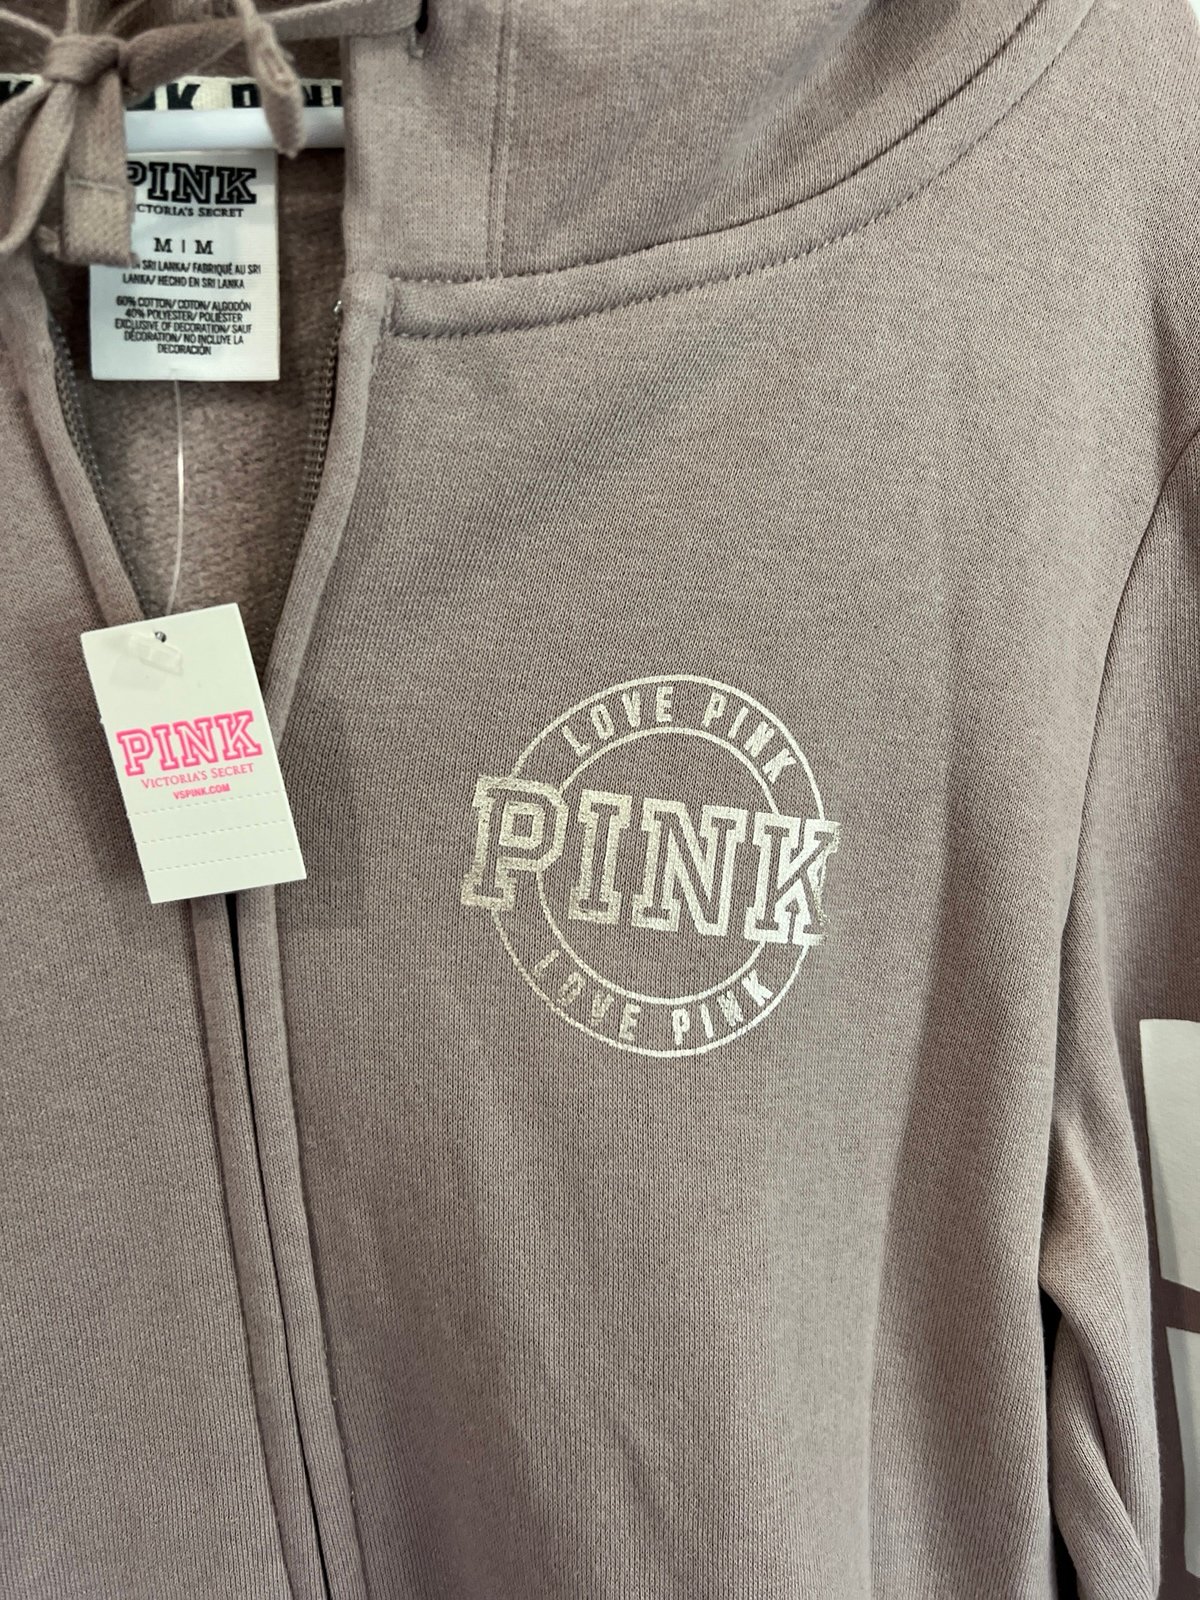 PINK
VICTORIA'S SECRET
M | M
SRI LANKA/ FABRIQUÉ AU SRI
LANKA/ HECHO EN SRI LANKA
60% COTTON/ COTON/ ALGODÓN
40% POLYESTER/ POLIÉSTER
EXCLUSIVE OF DECORATION/ SAUF
DÉCORATION/ NO INCLUYE LA
DECORACIÓN
PINK
VICTORIA'S SECRET
VSPINK.COM
LOVE PINK
PINK
LOVE PINK